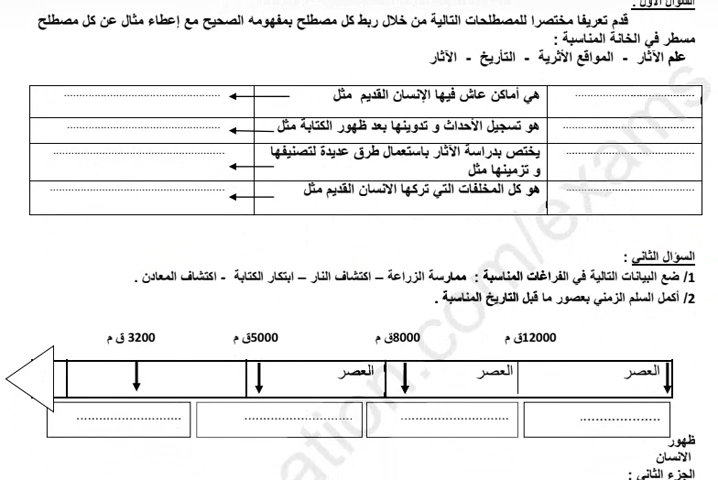 السؤال الأول :
قدم تعريفا مختصرا للمصطلحات التالية من خلال ربط كل مصطلح بمفهومه الصحيح مع إعطاء مثال عن كل مصطلح
مسطر في الخانة المناسبة :
علم الآثار - المواقع الأثرية - التأريخ - الآثار
هي أماكن عاش فيها الإنسان القديم مثل
هو تسجيل الأحداث و تدوينها بعد ظهور الكتابة مثل
يختص بدراسة الآثار باستعمال طرق عديدة لتصنيفها
و تزمينها مثل
هو كل المخلفات التي تركها الانسان القديم مثل
السؤال الثاني :
1/ ضع البيانات التالية في الفراغات المناسبة : ممارسة الزراعة – اكتشاف النار – ابتكار الكتابة - اكتشاف المعادن .
2/ أكمل السلم الزمني بعصور ما قبل التاريخ المناسبة .
12000ق م 8000ق م 5000ق م 3200 ق م
العصر العصر العصر
ظهور
الانسان
الجزء الثاني :
ation.com/exams